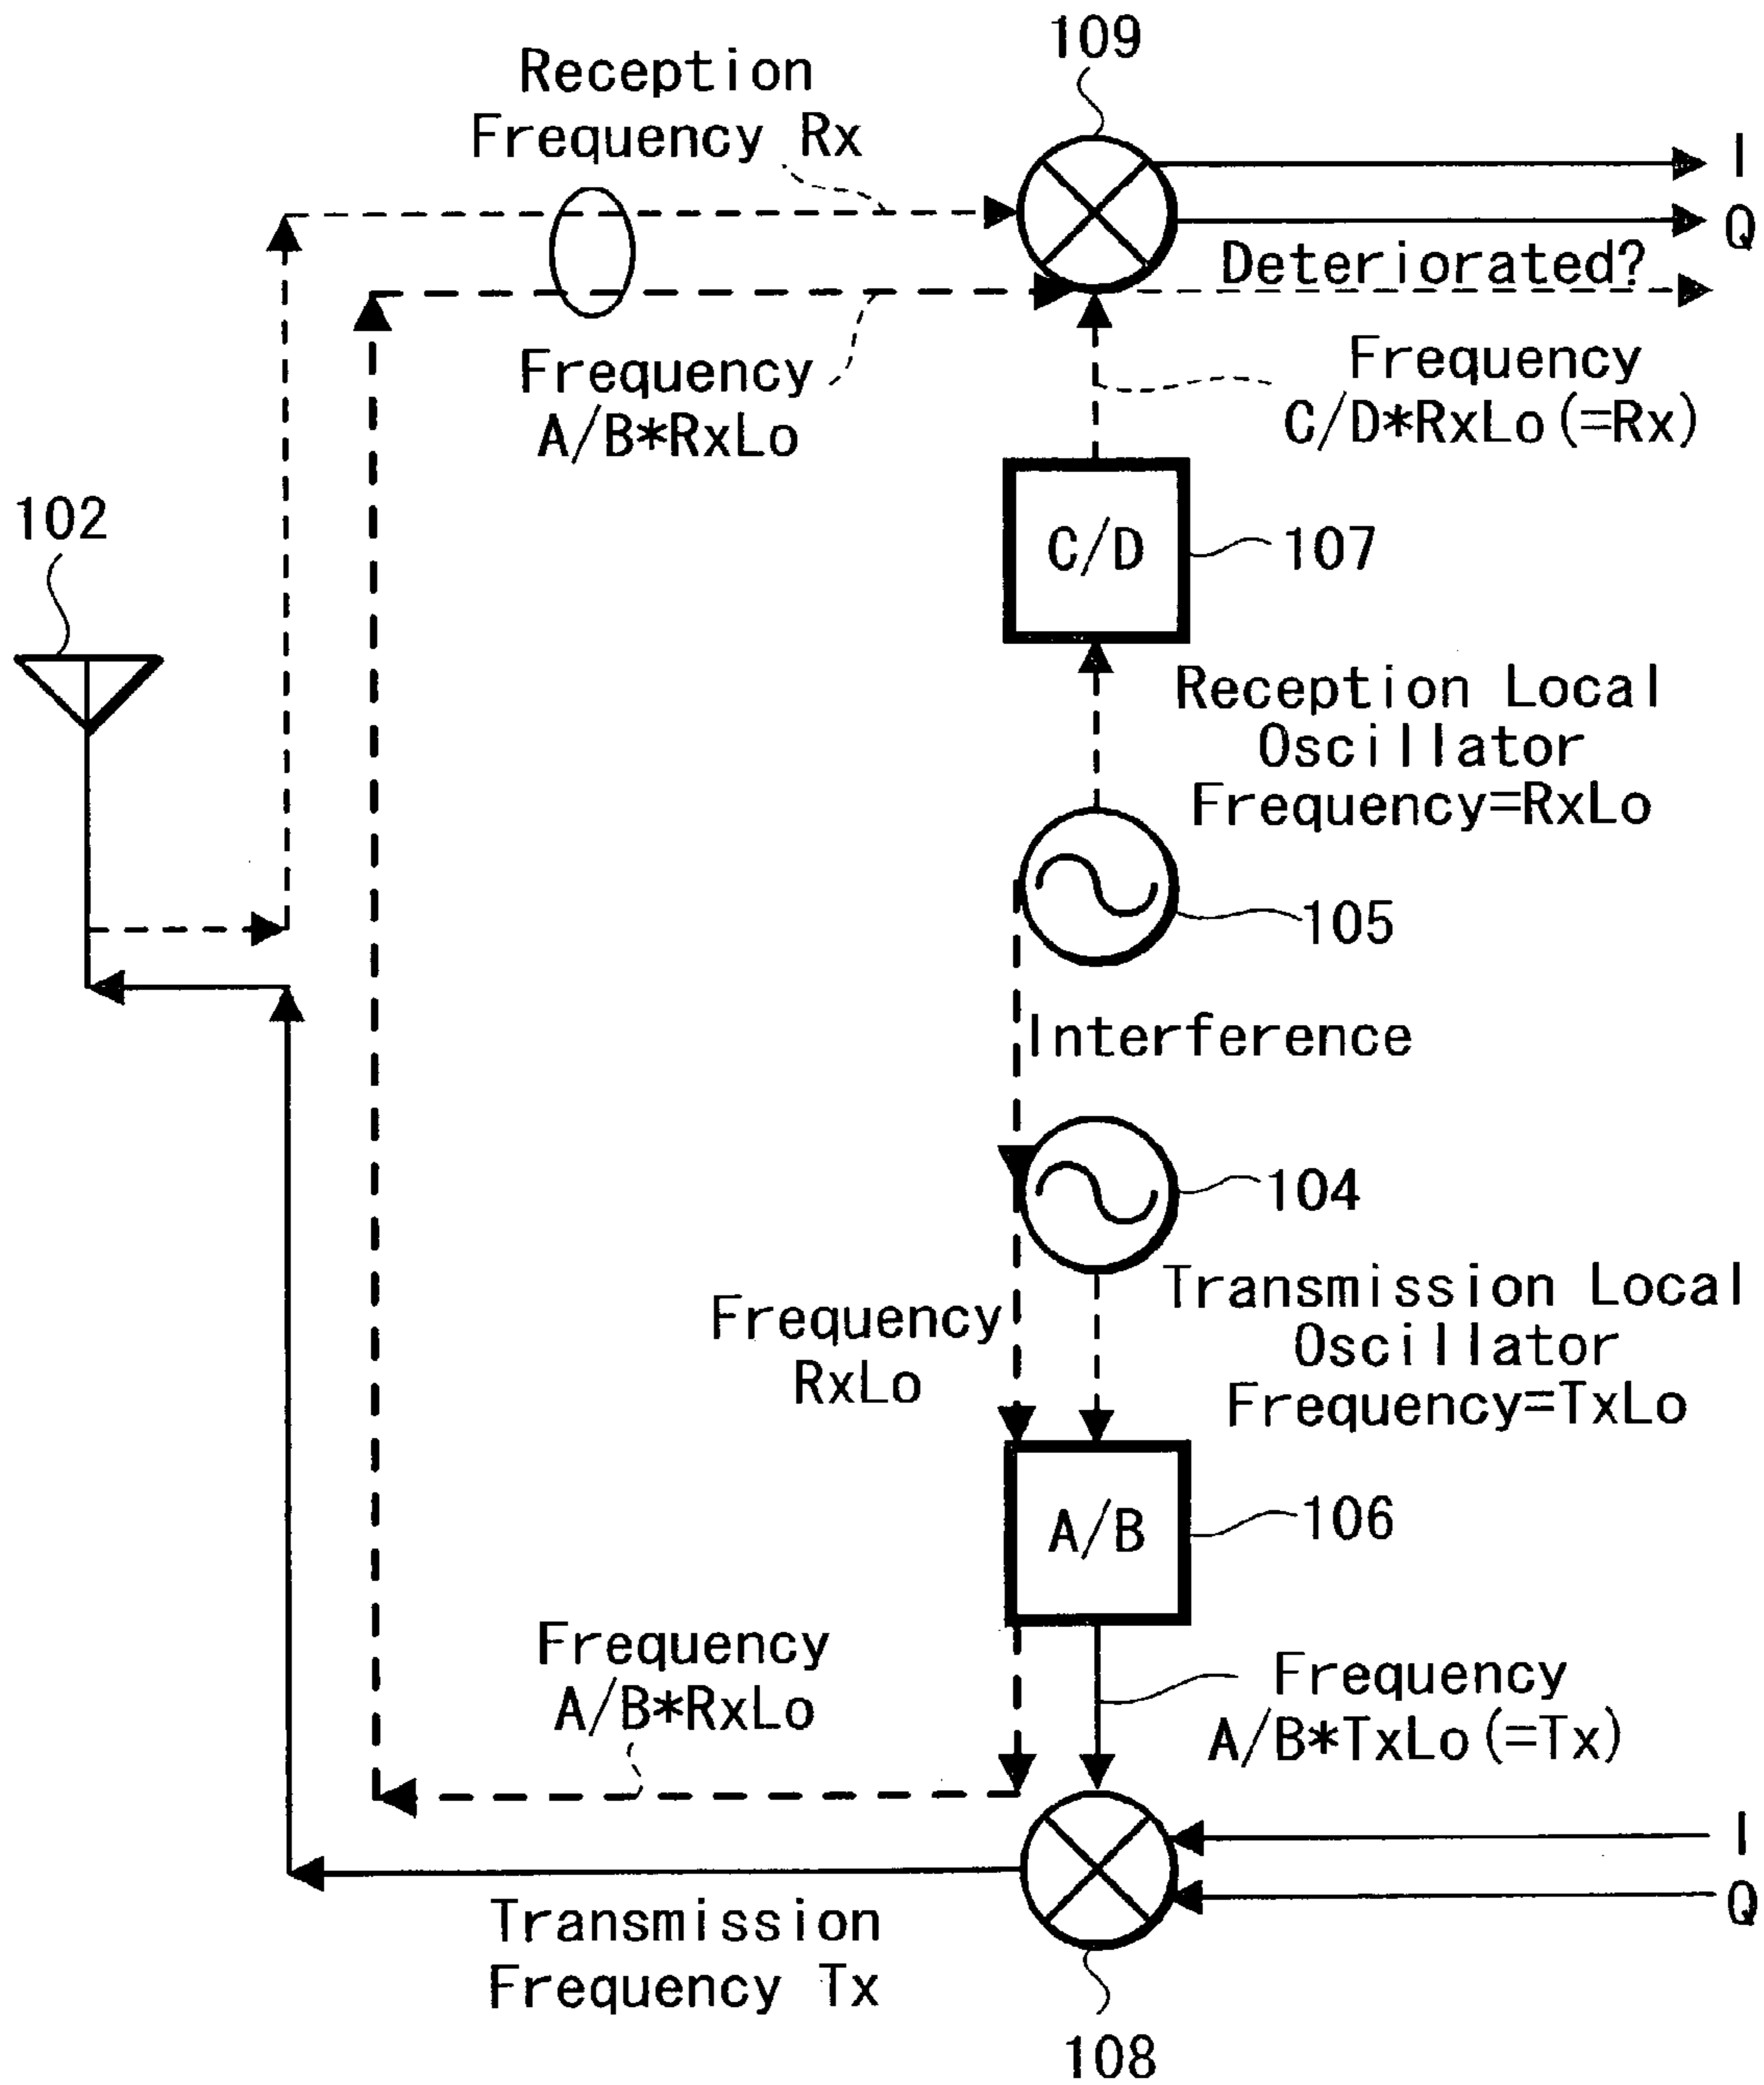 109
Reception
Frequency Rx
I
Q
Deteriorated?
Frequency
A/B*RxLo
Frequency
C/D*RxLo(=Rx)
102
C/D
107
Reception Local
Oscillator
Frequency=RxLo
105
Interference
104
Transmission Local
Oscillator
Frequency=TxLo
Frequency
RxLo
A/B
106
Frequency
A/B*RxLo
Frequency
A/B*TxLo(=Tx)
I
Q
Transmission
Frequency Tx
108